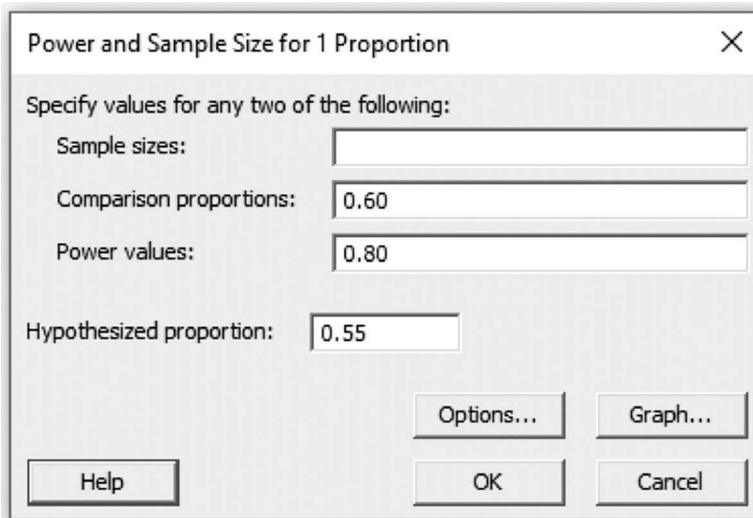 Power and Sample Size for 1 Proportion
Specify values for any two of the following:
Sample sizes:
Comparison proportions: 0.60
Power values: 0.80
Hypothesized proportion: 0.55
Options... Graph...
Help OK Cancel